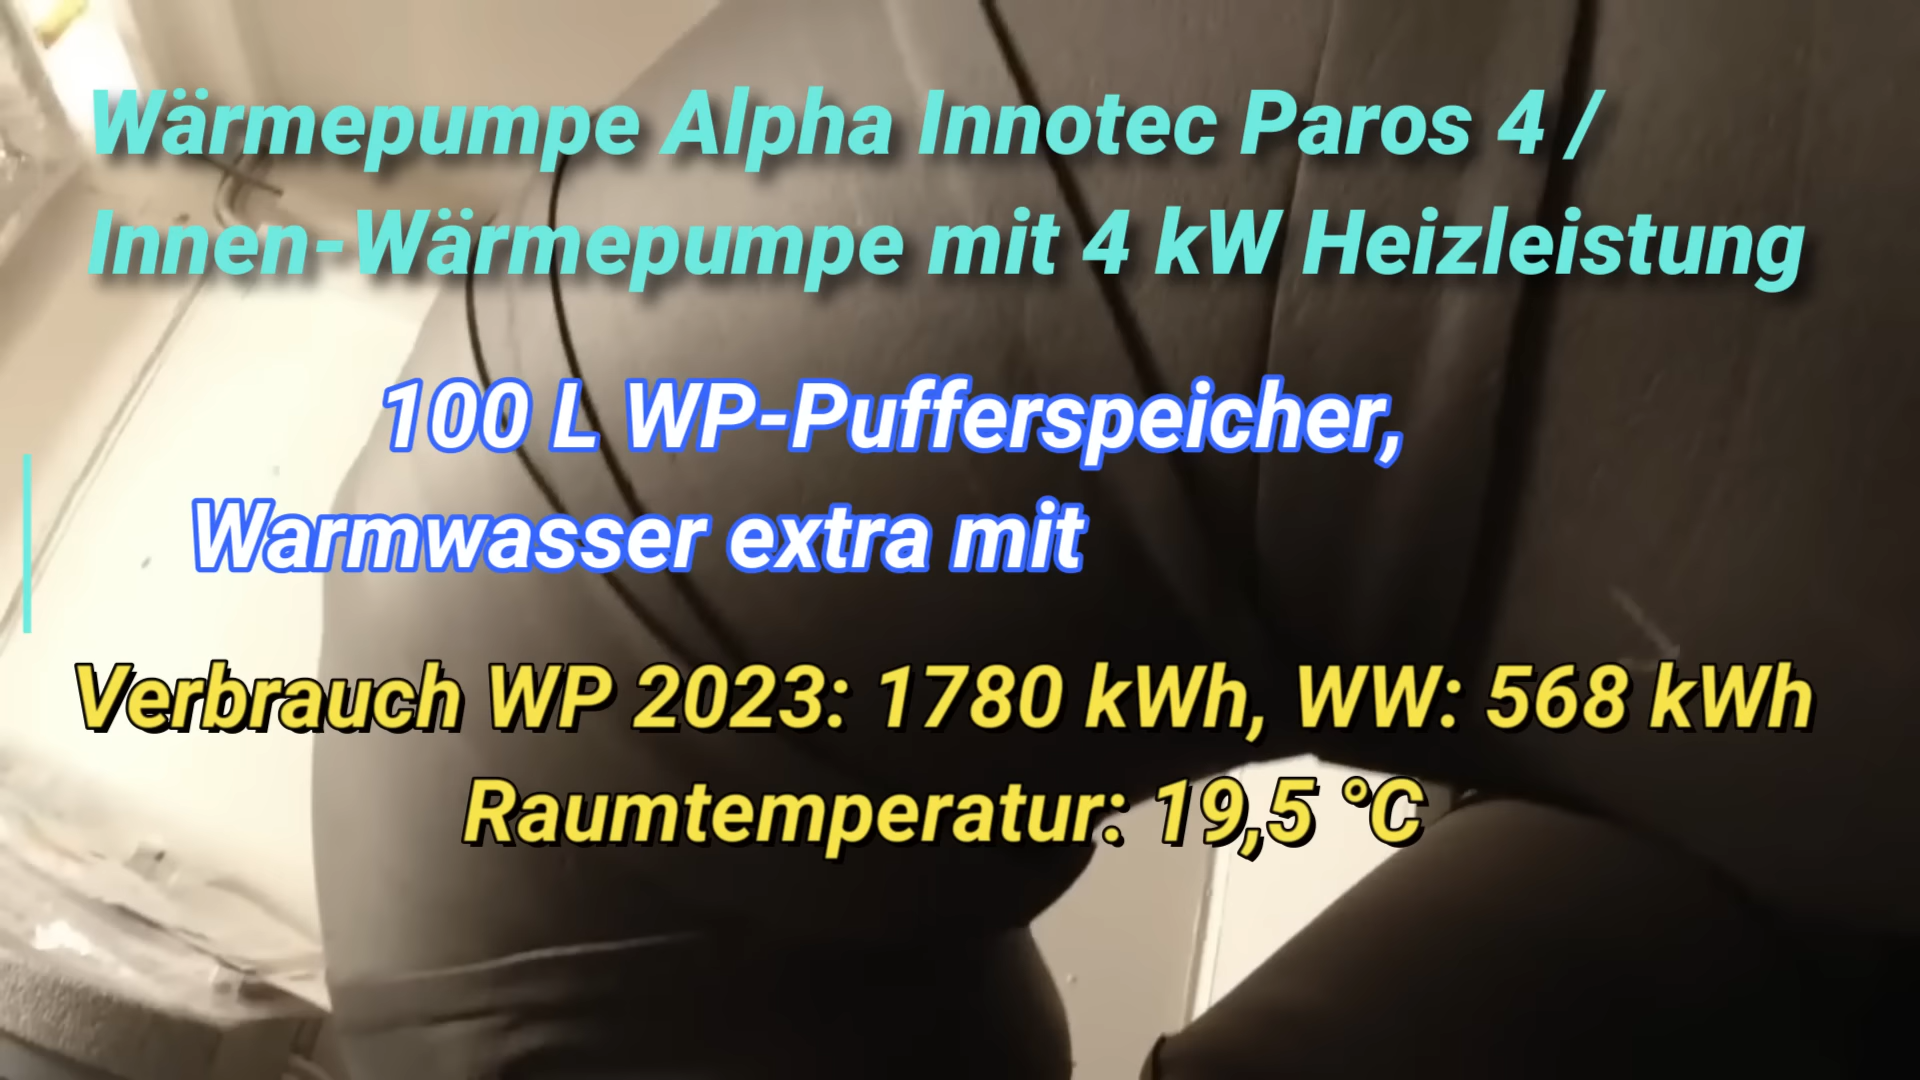 Wärmepumpe Alpha Innotec Paros 4 /
Innen-Wärmepumpe mit 4 kW Heizleistung
100 L WP-Pufferspeicher,
Warmwasser extra mit
Verbrauch WP 2023: 1780 kWh, WW: 568 kWh
Raumtemperatur: 19,5 °C